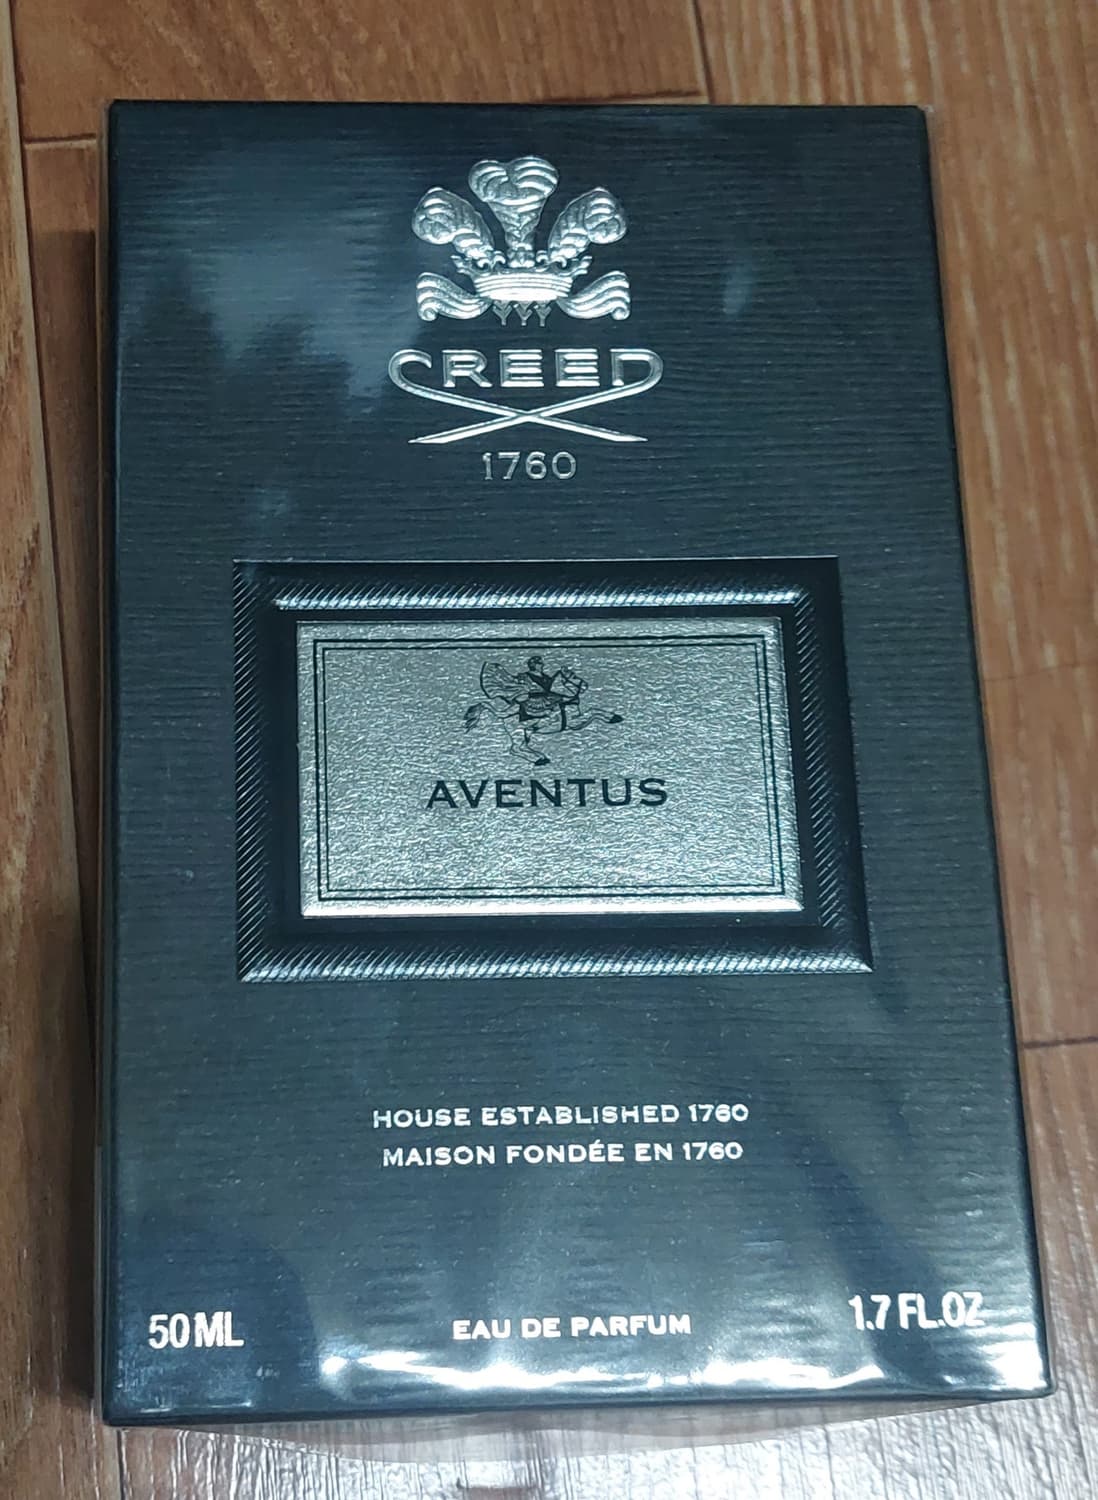 CREED
1760
AVENTUS
HOUSE ESTABLISHED 1760
MAISON FONDÉE EN 1760
50 ML
EAU DE PARFUM
1.7 FL.OZ